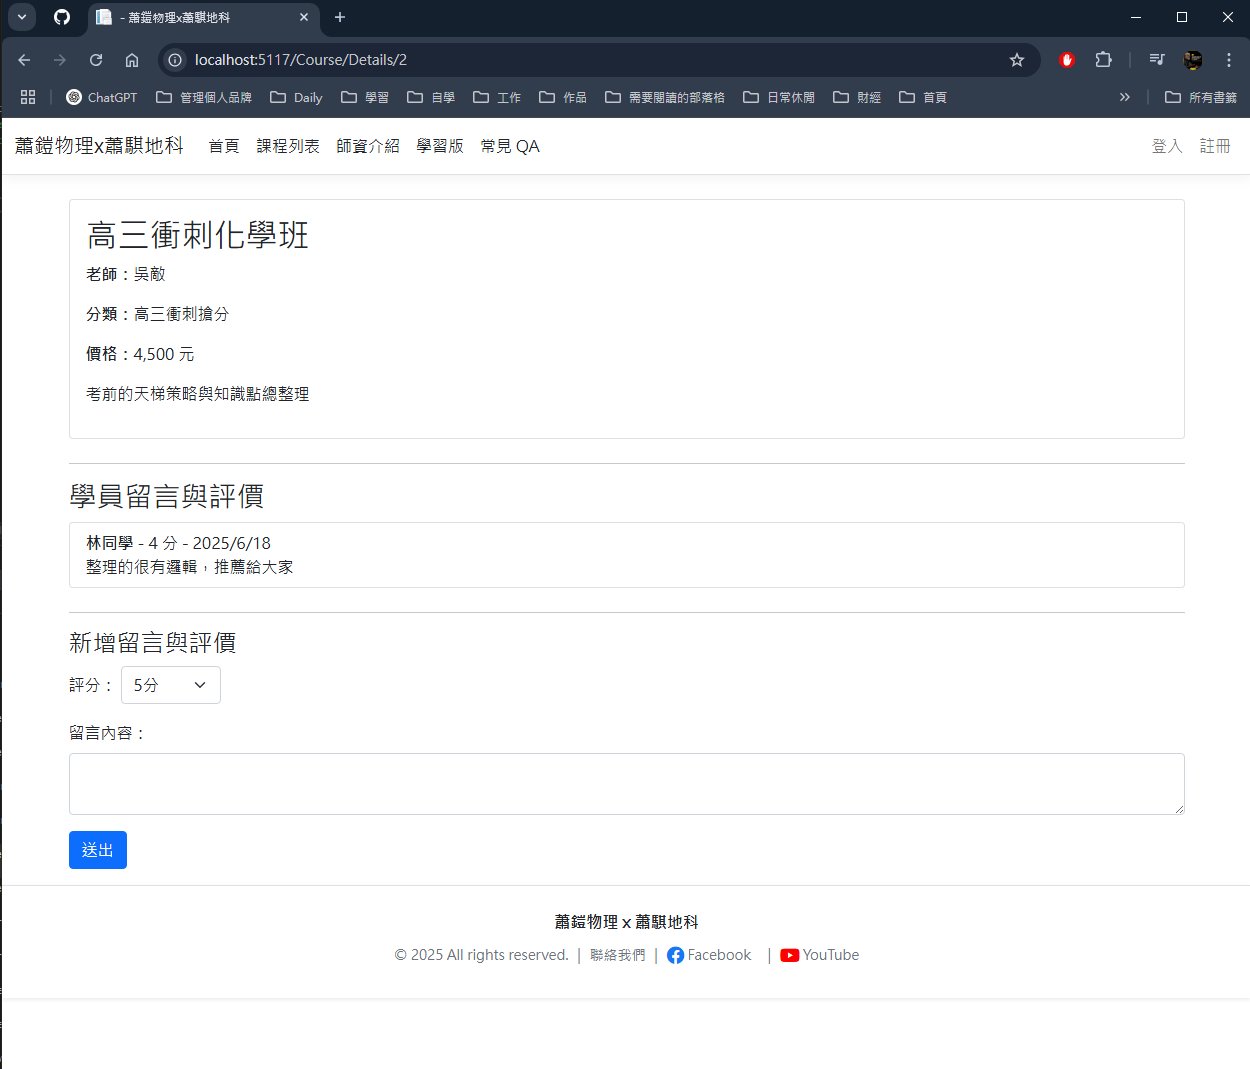 - 蕭鎧物理x蕭騏地科
localhost:5117/Course/Details/2
ChatGPT 管理個人品牌 Daily 學習 自學 工作 作品 需要閱讀的部落格 日常休閒 財經 首頁 所有書籤
蕭鎧物理x蕭騏地科 首頁 課程列表 師資介紹 學習版 常見 QA 登入 註冊
高三衝刺化學班
老師：吳敵
分類：高三衝刺搶分
價格：4,500 元
考前的天梯策略與知識點總整理
學員留言與評價
林同學 - 4 分 - 2025/6/18
整理的很有邏輯，推薦給大家
新增留言與評價
評分： 5分
留言內容：
送出
蕭鎧物理 x 蕭騏地科
© 2025 All rights reserved. | 聯絡我們 | Facebook | YouTube